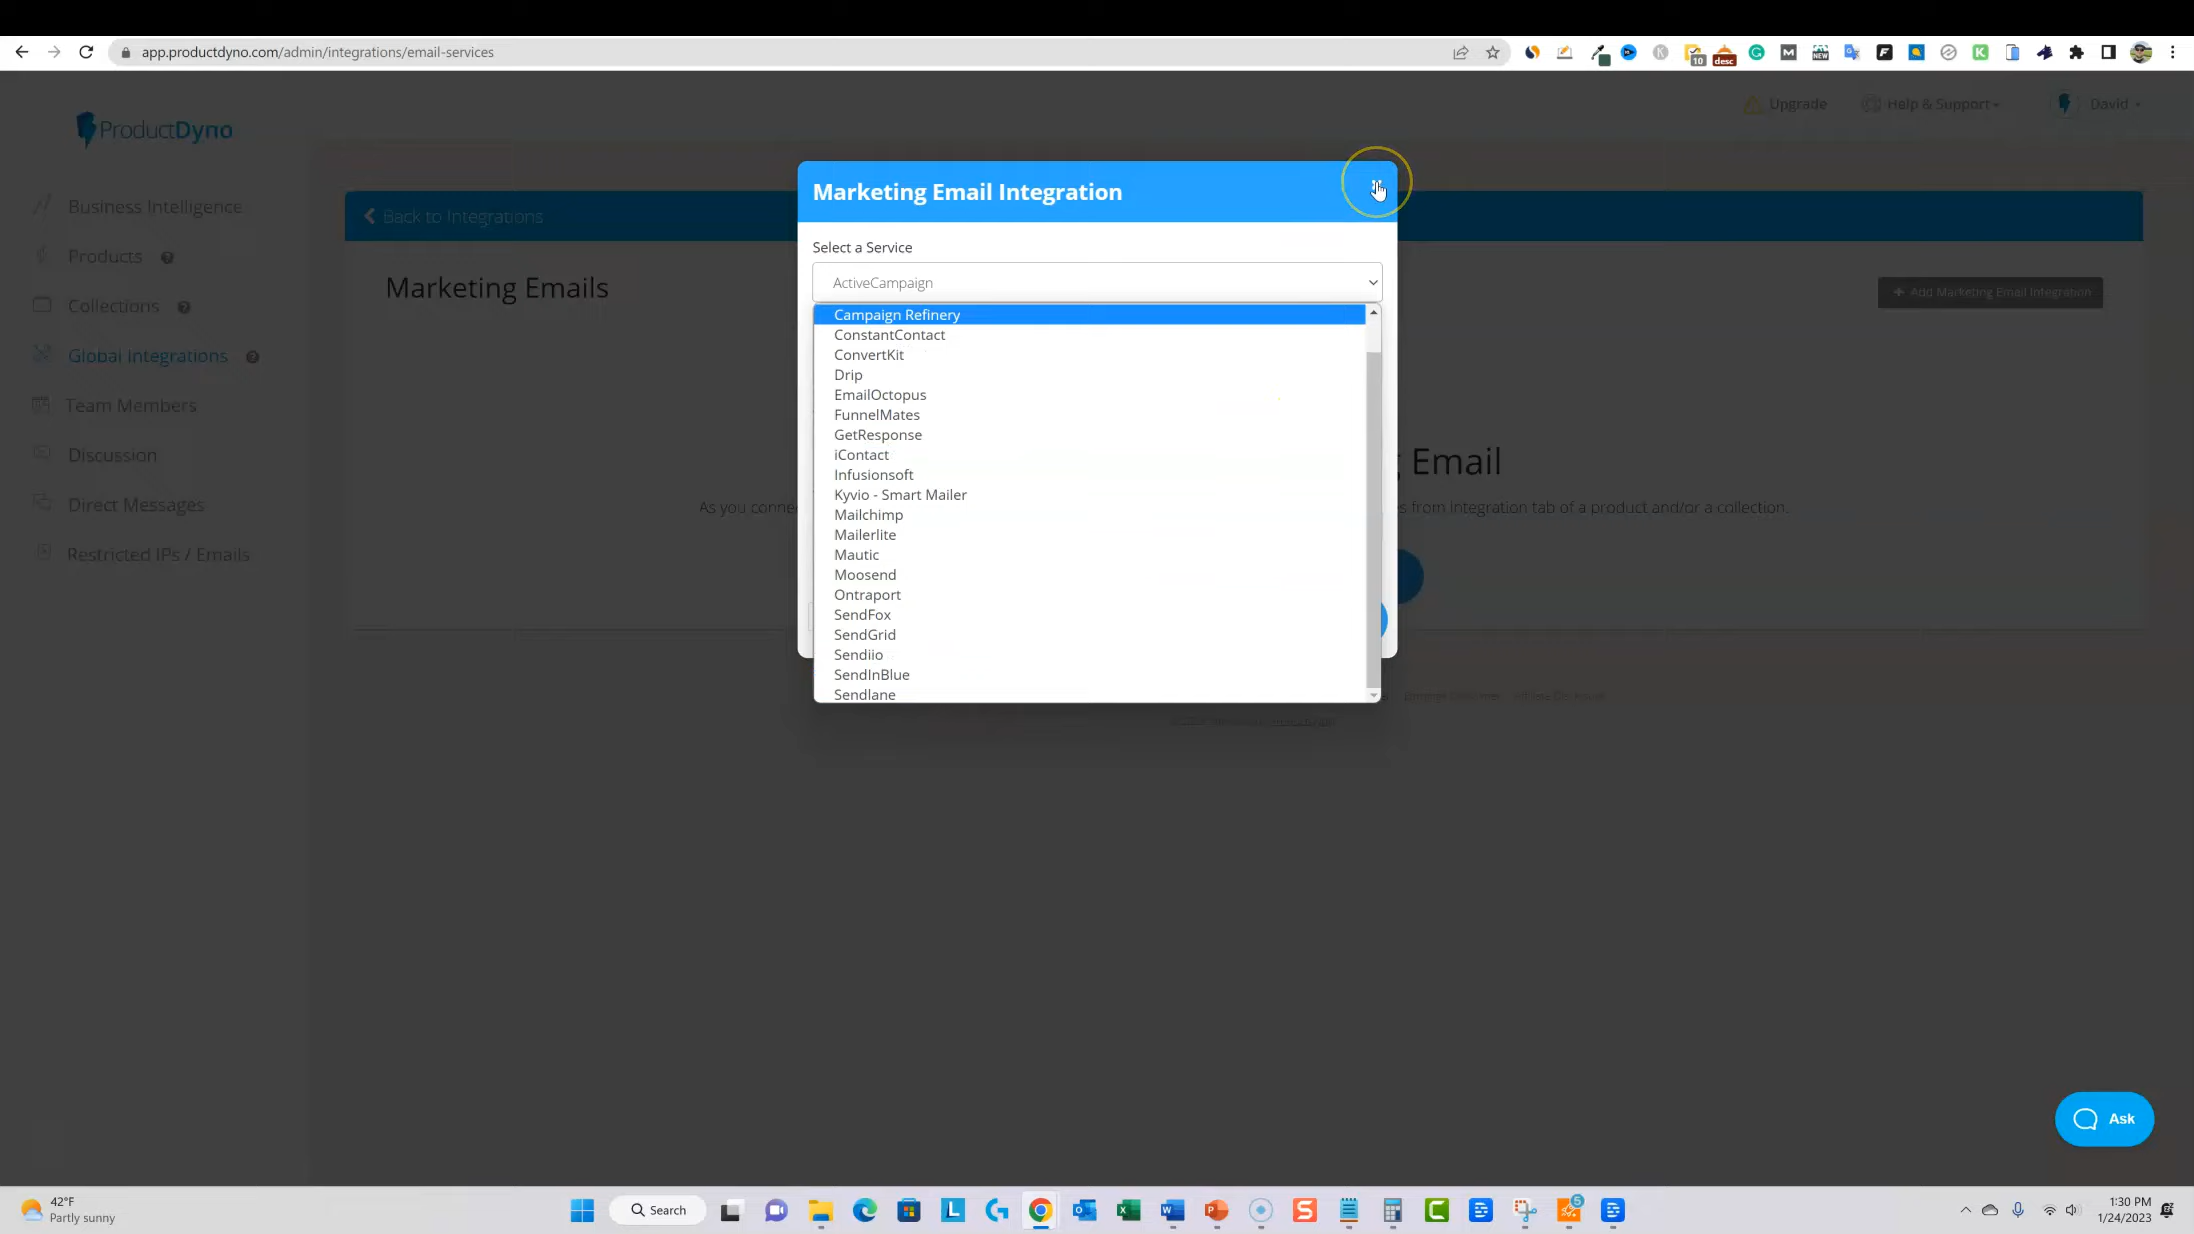 app.productdyno.com/admin/integrations/email-services
10
desc
NEW
Upgrade
Help & Support
David
ProductDyno
Business Intelligence
Products
Collections
Global Integrations
Team Members
Discussion
Direct Messages
Restricted IPs / Emails
Back to Integrations
Marketing Emails
+ Add Marketing Email Integration
Marketing Email Integration
Select a Service
ActiveCampaign
Campaign Refinery
ConstantContact
ConvertKit
Drip
EmailOctopus
FunnelMates
GetResponse
iContact
Infusionsoft
Kyvio - Smart Mailer
Mailchimp
Mailerlite
Mautic
Moosend
Ontraport
SendFox
SendGrid
Sendiio
SendInBlue
Sendlane
Email
As you conne
s from Integration tab of a product and/or a collection.
Ask
42°F
Partly sunny
Search
5
1:30 PM
1/24/2023